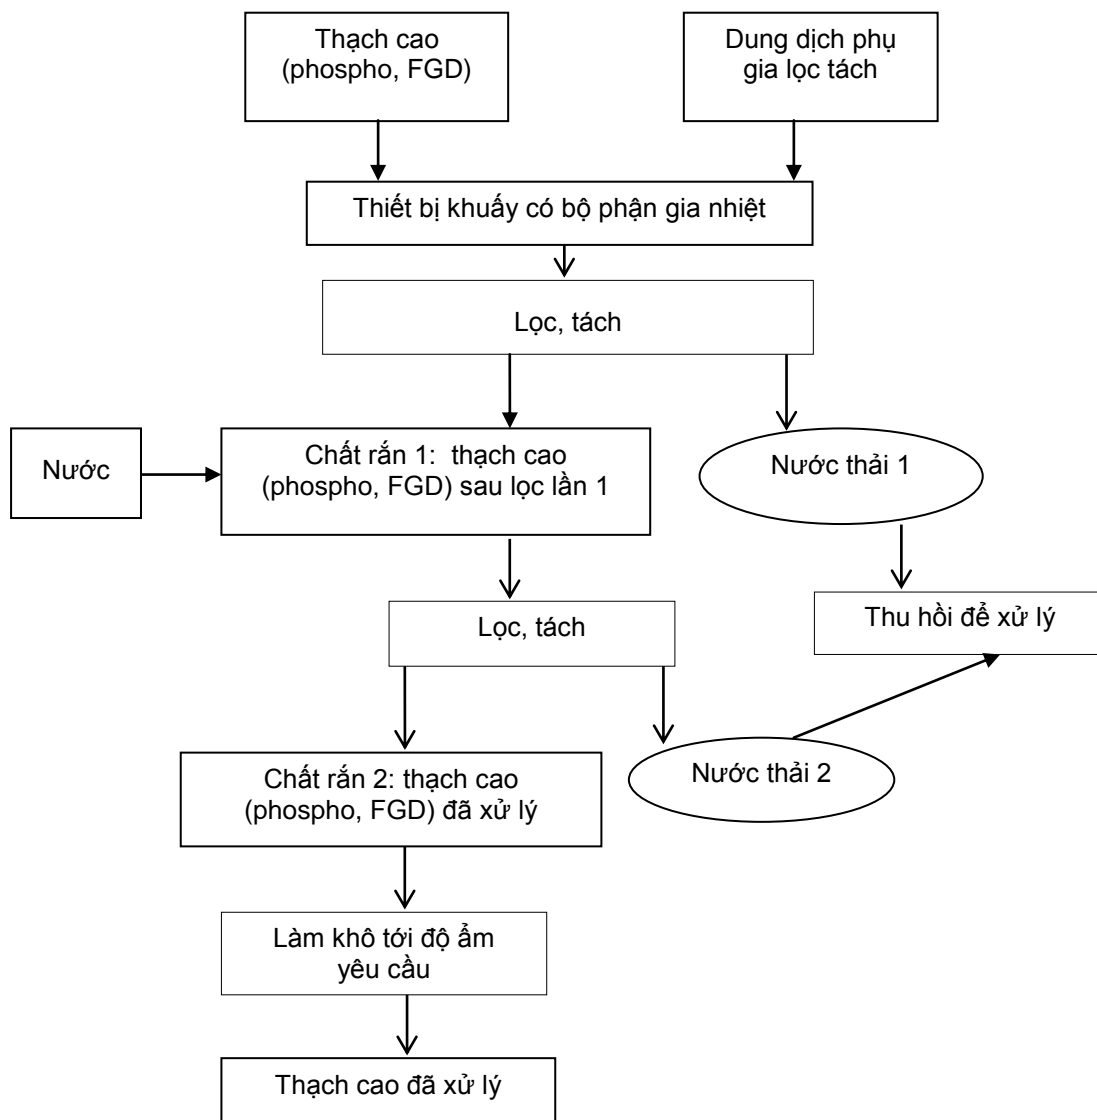 Thạch cao
(phospho, FGD)
Dung dịch phụ
gia lọc tách
Thiết bị khuấy có bộ phận gia nhiệt
Lọc, tách
Nước
Chất rắn 1: thạch cao
(phospho, FGD) sau lọc lần 1
Nước thải 1
Lọc, tách
Thu hồi để xử lý
Chất rắn 2: thạch cao
(phospho, FGD) đã xử lý
Nước thải 2
Làm khô tới độ ẩm
yêu cầu
Thạch cao đã xử lý